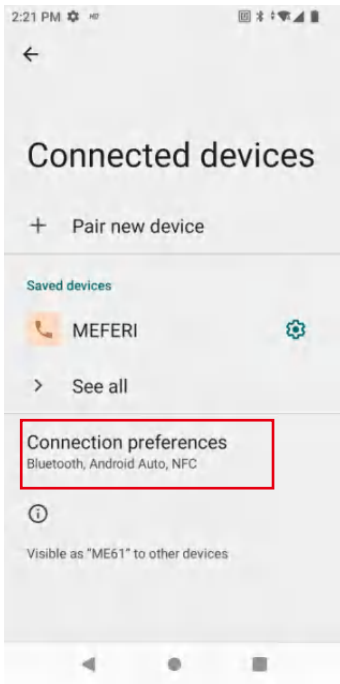 2:21 PM
Connected devices
+ Pair new device
Saved devices
MEFERI
See all
Connection preferences
Bluetooth, Android Auto, NFC
Visible as "ME61" to other devices